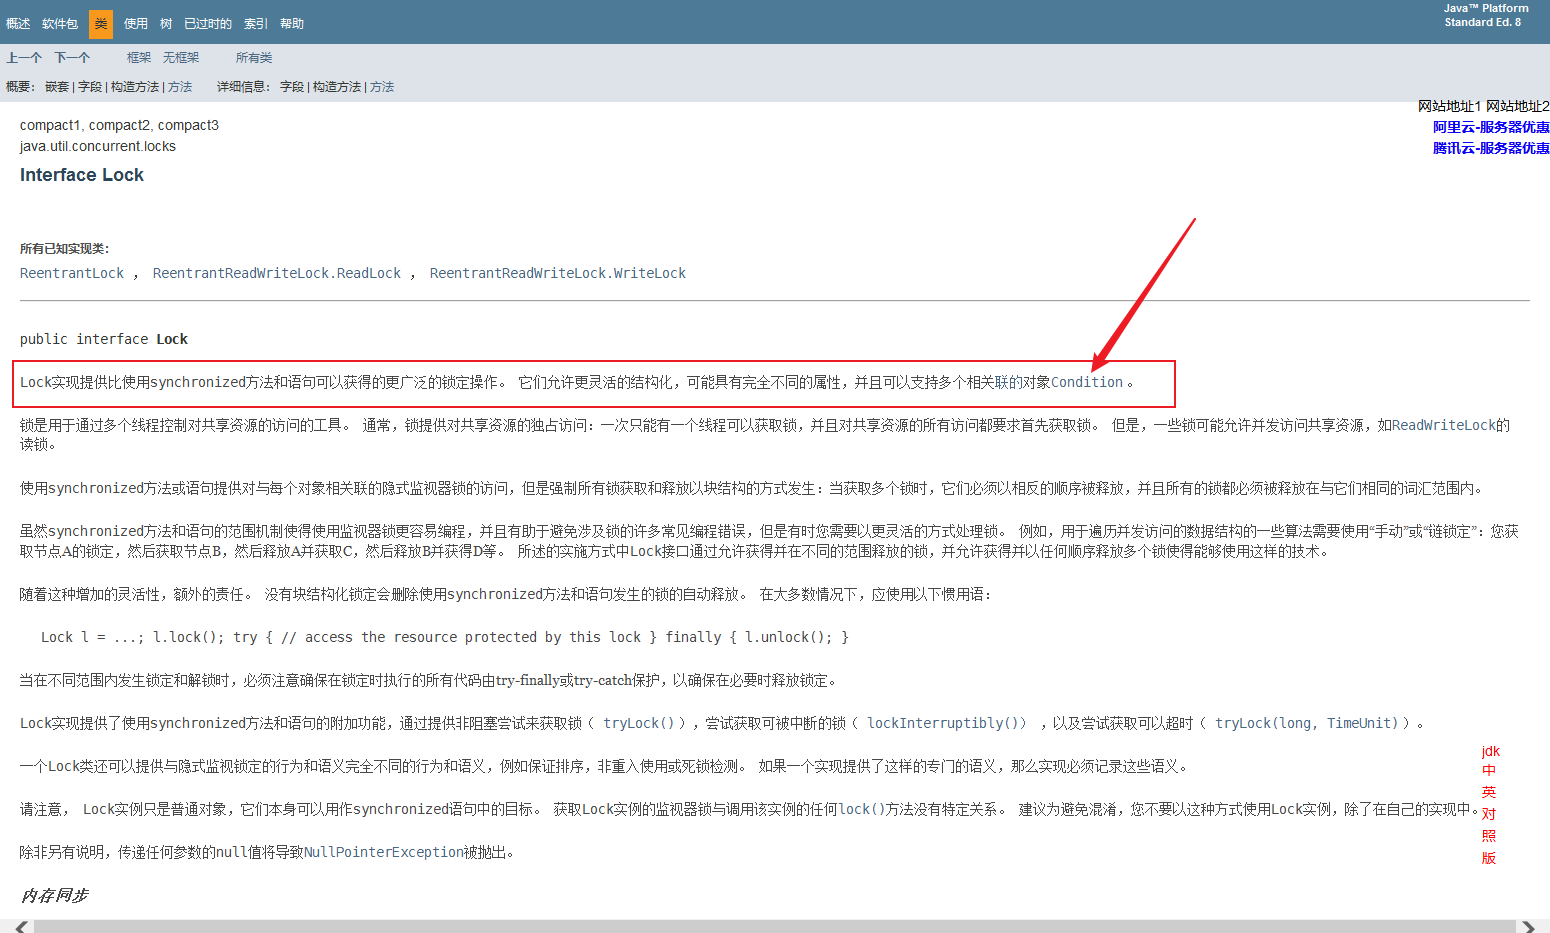 概述 软件包 类 使用 树 已过时的 索引 帮助
Java™ Platform
Standard Ed. 8
上一个 下一个 框架 无框架 所有类
概要： 嵌套 | 字段 | 构造方法 | 方法 详细信息： 字段 | 构造方法 | 方法
网站地址1 网站地址2
阿里云-服务器优惠
腾讯云-服务器优惠
compact1, compact2, compact3
java.util.concurrent.locks
Interface Lock
所有已知实现类：
ReentrantLock ， ReentrantReadWriteLock.ReadLock ， ReentrantReadWriteLock.WriteLock
public interface Lock
Lock实现提供比使用synchronized方法和语句可以获得的更广泛的锁定操作。 它们允许更灵活的结构化，可能具有完全不同的属性，并且可以支持多个相关联的对象Condition 。
锁是用于通过多个线程控制对共享资源的访问的工具。 通常，锁提供对共享资源的独占访问：一次只能有一个线程可以获取锁，并且对共享资源的所有访问都要求首先获取锁。 但是，一些锁可能允许并发访问共享资源，如ReadWriteLock的
读锁。
使用synchronized方法或语句提供对与每个对象相关联的隐式监视器锁的访问，但是强制所有锁获取和释放以块结构的方式发生：当获取多个锁时，它们必须以相反的顺序被释放，并且所有的锁都必须被释放在与它们相同的词汇范围内。
虽然synchronized方法和语句的范围机制使得使用监视器锁更容易编程，并且有助于避免涉及锁的许多常见编程错误，但是有时您需要以更灵活的方式处理锁。 例如，用于遍历并发访问的数据结构的一些算法需要使用“手动”或“链锁定”：您获
取节点A的锁定，然后获取节点B，然后释放A并获取C，然后释放B并获得D等。 所述的实施方式中Lock接口通过允许获得并在不同的范围释放的锁，并允许获得并以任何顺序释放多个锁使得能够使用这样的技术。
随着这种增加的灵活性，额外的责任。 没有块结构化锁定会删除使用synchronized方法和语句发生的锁的自动释放。 在大多数情况下，应使用以下惯用语：
Lock l = ...; l.lock(); try { // access the resource protected by this lock } finally { l.unlock(); }
当在不同范围内发生锁定和解锁时，必须注意确保在锁定时执行的所有代码由try-finally或try-catch保护，以确保在必要时释放锁定。
Lock实现提供了使用synchronized方法和语句的附加功能，通过提供非阻塞尝试来获取锁（ tryLock() ），尝试获取可被中断的锁（ lockInterruptibly() ） ，以及尝试获取可以超时（ tryLock(long, TimeUnit) ）。
一个Lock类还可以提供与隐式监视锁定的行为和语义完全不同的行为和语义，例如保证排序，非重入使用或死锁检测。 如果一个实现提供了这样的专门的语义，那么实现必须记录这些语义。
请注意， Lock实例只是普通对象，它们本身可以用作synchronized语句中的目标。 获取Lock实例的监视器锁与调用该实例的任何lock()方法没有特定关系。 建议为避免混淆，您不要以这种方式使用Lock实例，除了在自己的实现中。
除非另有说明，传递任何参数的null值将导致NullPointerException被抛出。
内存同步
jdk
中
英
对
照
版